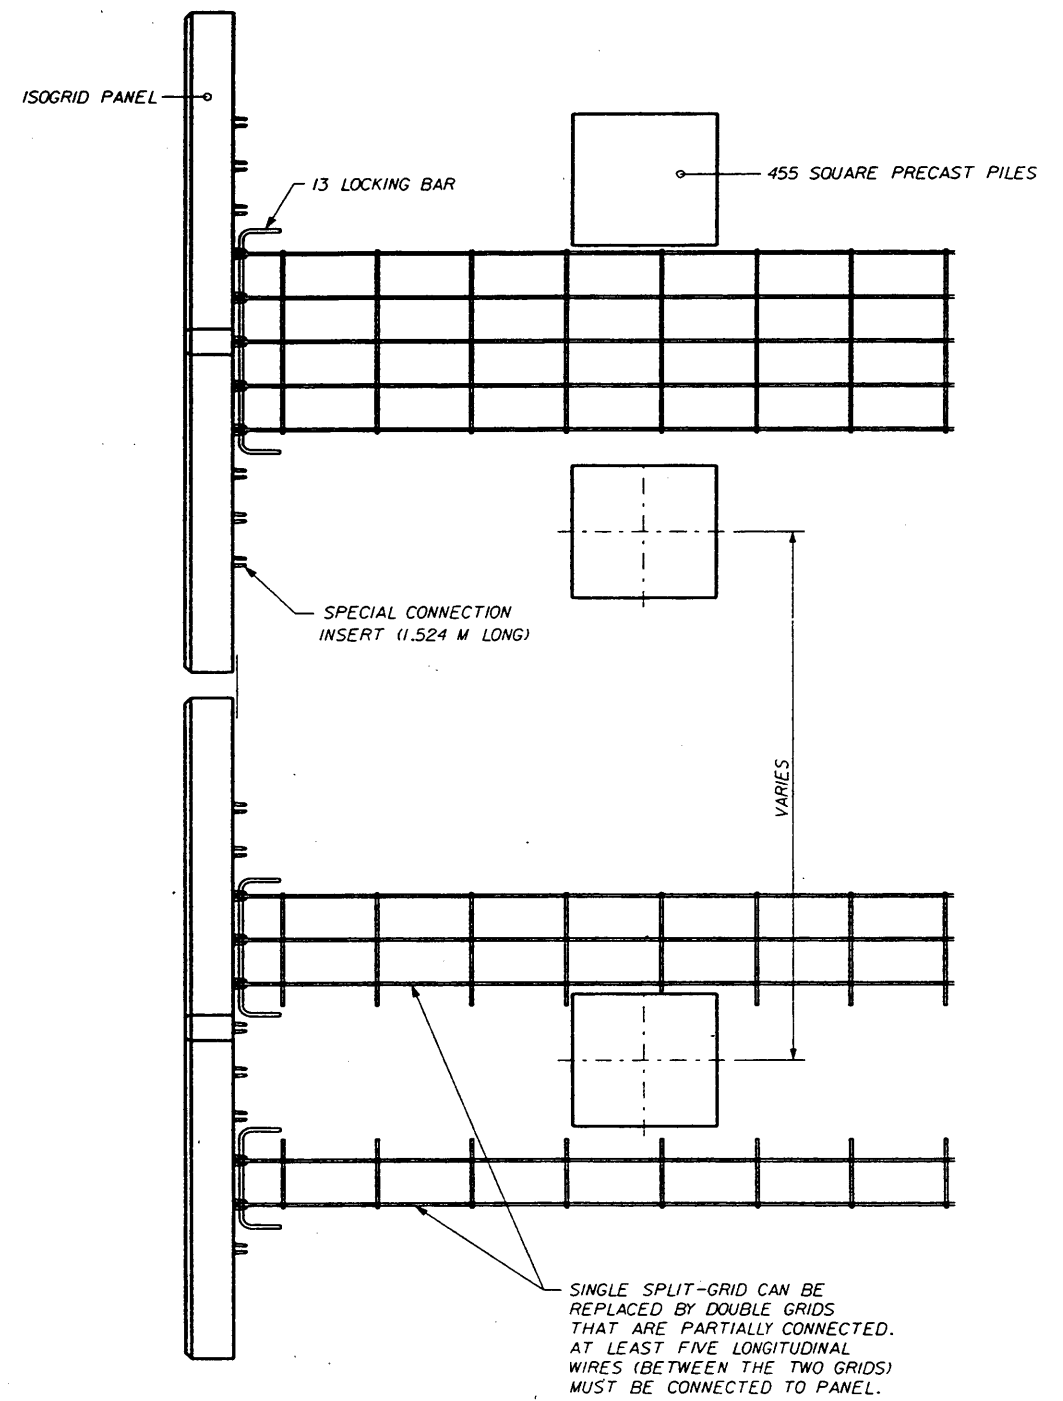 ISOGRID PANEL
13 LOCKING BAR
455 SQUARE PRECAST PILES
SPECIAL CONNECTION
INSERT (1.524 M LONG)
VARIES
SINGLE SPLIT-GRID CAN BE
REPLACED BY DOUBLE GRIDS
THAT ARE PARTIALLY CONNECTED.
AT LEAST FIVE LONGITUDINAL
WIRES (BETWEEN THE TWO GRIDS)
MUST BE CONNECTED TO PANEL.